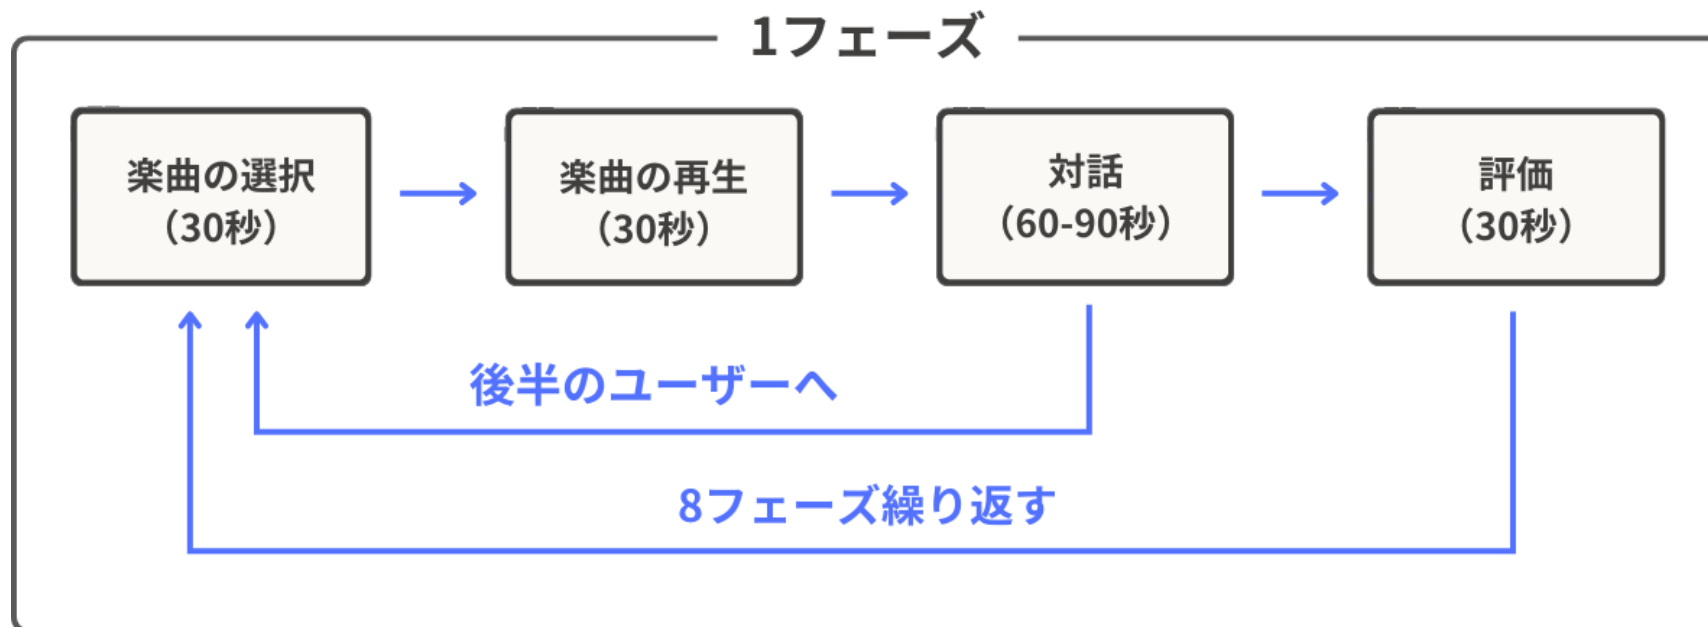 1フェーズ
楽曲の選択
（30秒）
楽曲の再生
（30秒）
対話
（60-90秒）
評価
（30秒）
後半のユーザーへ
8フェーズ繰り返す